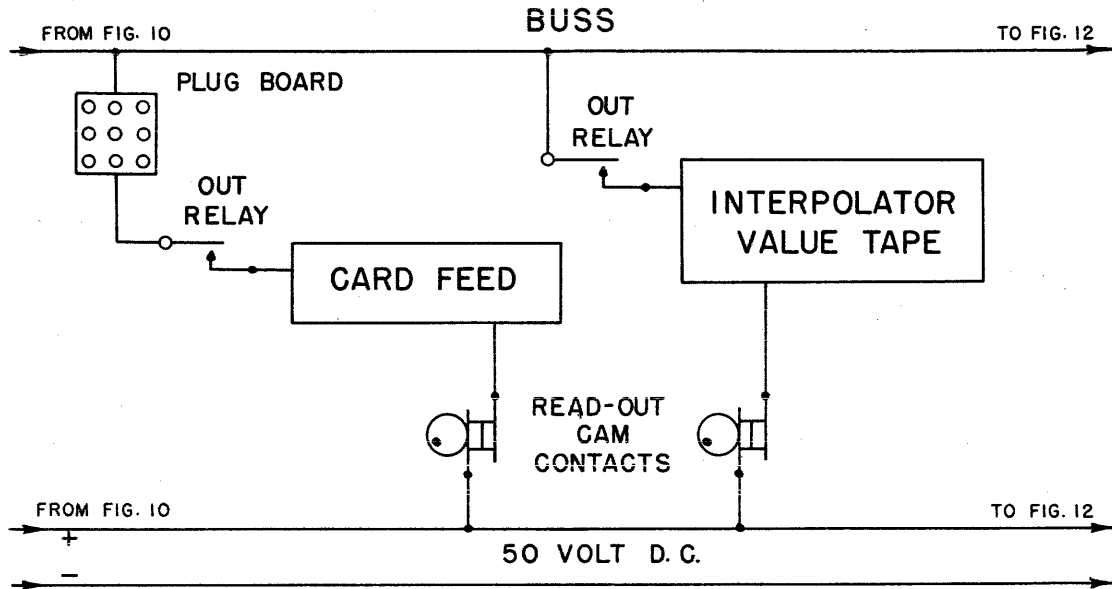 FROM FIG. 10
BUSS
TO FIG. 12
PLUG BOARD
OUT
RELAY
OUT
RELAY
INTERPOLATOR
VALUE TAPE
CARD FEED
READ-OUT
CAM
CONTACTS
FROM FIG. 10
TO FIG. 12
+
50 VOLT D.C.
−